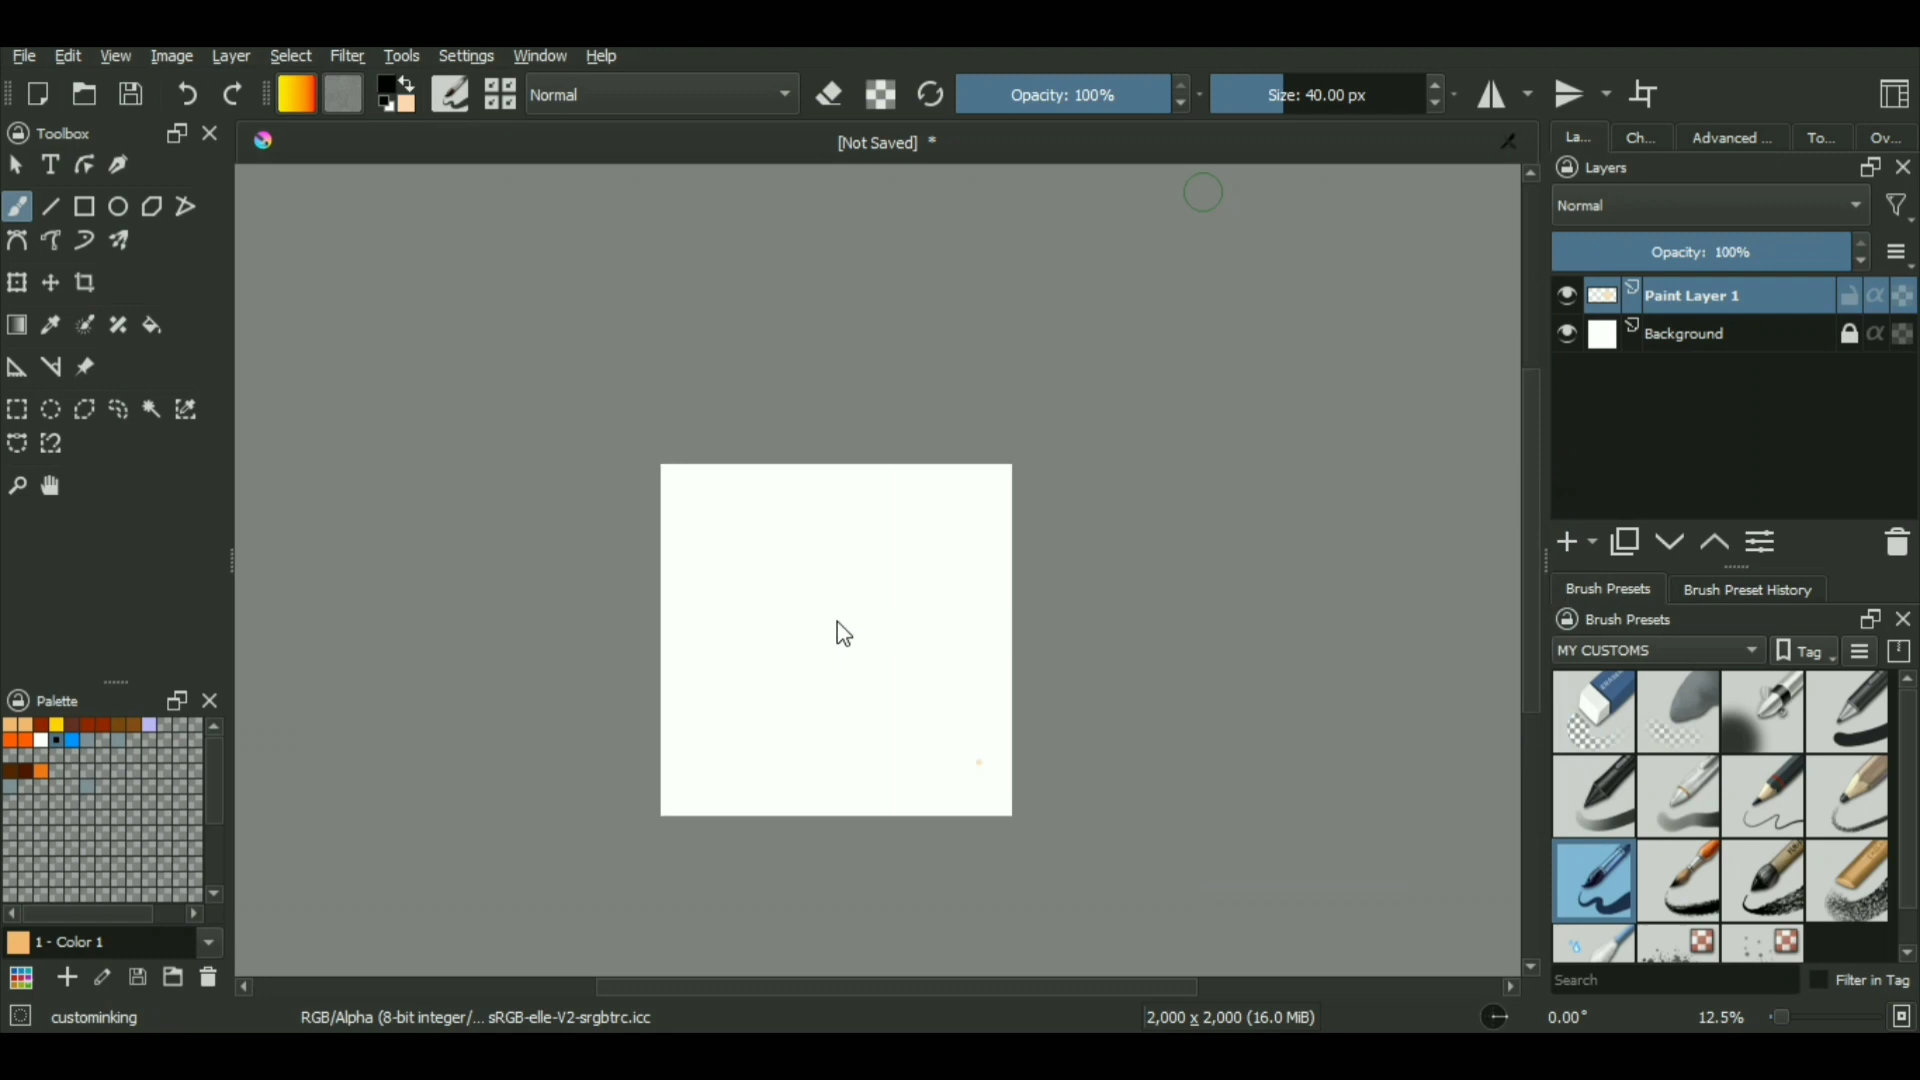 File Edit View Image Layer Select Filter Tools Settings Window Help
Normal Opacity: 100% Size: 40.00 px
Toolbox
[Not Saved] *
La... Ch... Advanced ... To... Ov...
Layers
Normal
Opacity: 100%
Paint Layer 1
Background
Brush Presets Brush Preset History
Brush Presets
MY CUSTOMS Tag
Palette
1 - Color 1
Search Filter in Tag
custominking RGB/Alpha (8-bit integer/... sRGB-elle-V2-srgbtrc.icc 2,000 x 2,000 (16.0 MiB) 0.00° 12.5%